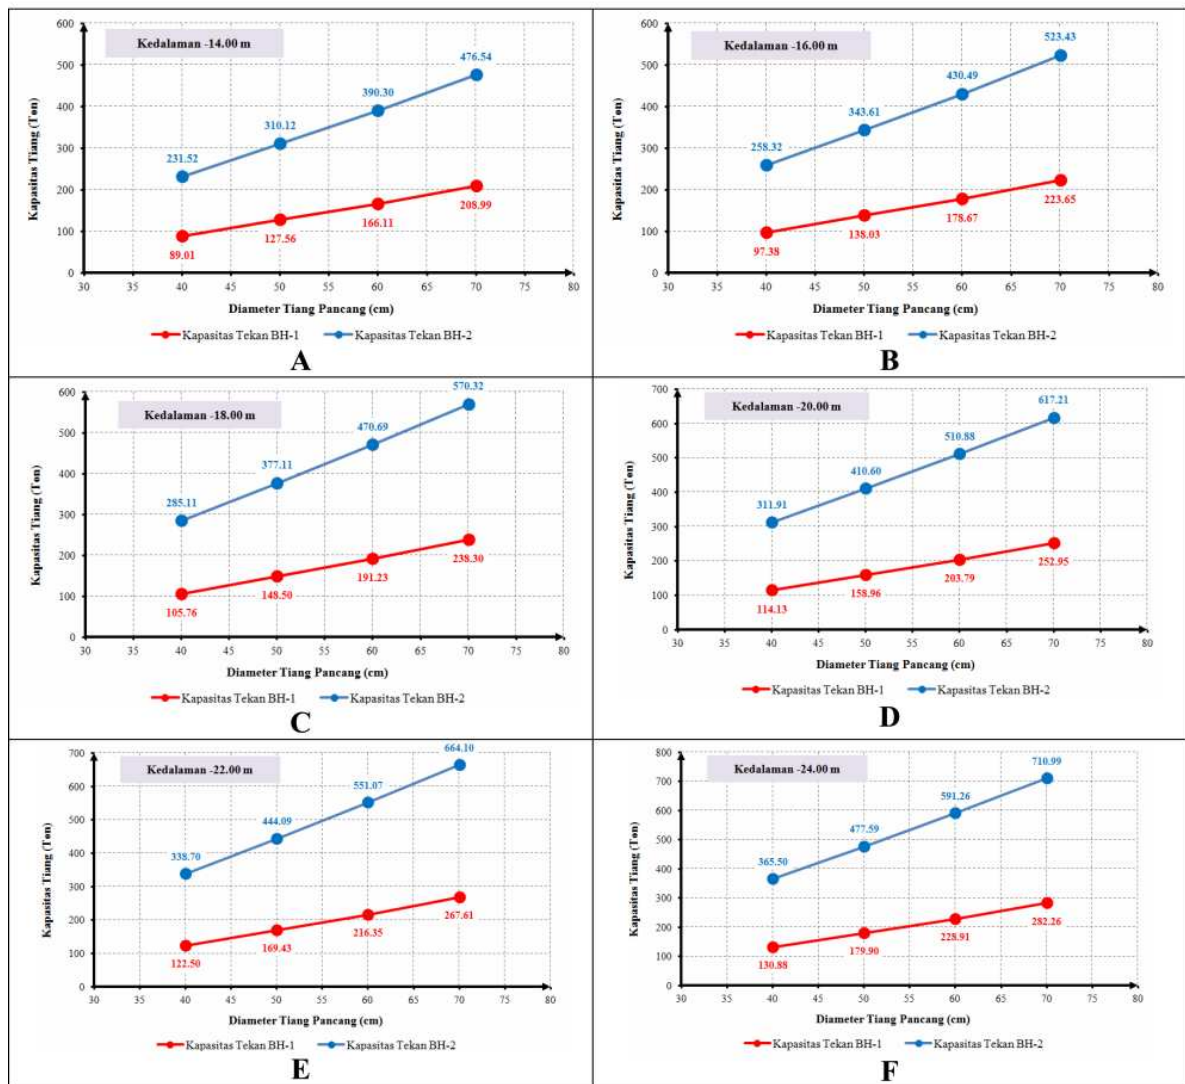 Kedalaman -14.00 m
Kapasitas Tiang (Ton)
600
500
400
300
200
100
0
231.52
310.12
390.30
476.54
89.01
127.56
166.11
208.99
30 35 40 45 50 55 60 65 70 75 80
Diameter Tiang Pancang (cm)
Kapasitas Tekan BH-1 Kapasitas Tekan BH-2
A
Kedalaman -16.00 m
Kapasitas Tiang (Ton)
600
500
400
300
200
100
0
258.32
343.61
430.49
523.43
97.38
138.03
178.67
223.65
30 35 40 45 50 55 60 65 70 75 80
Diameter Tiang Pancang (cm)
Kapasitas Tekan BH-1 Kapasitas Tekan BH-2
B
Kedalaman -18.00 m
Kapasitas Tiang (Ton)
600
500
400
300
200
100
0
285.11
377.11
470.69
570.32
105.76
148.50
191.23
238.30
30 35 40 45 50 55 60 65 70 75 80
Diameter Tiang Pancang (cm)
Kapasitas Tekan BH-1 Kapasitas Tekan BH-2
C
Kedalaman -20.00 m
Kapasitas Tiang (Ton)
700
600
500
400
300
200
100
0
311.91
410.60
510.88
617.21
114.13
158.96
203.79
252.95
30 35 40 45 50 55 60 65 70 75 80
Diameter Tiang Pancang (cm)
Kapasitas Tekan BH-1 Kapasitas Tekan BH-2
D
Kedalaman -22.00 m
Kapasitas Tiang (Ton)
700
600
500
400
300
200
100
0
338.70
444.09
551.07
664.10
122.50
169.43
216.35
267.61
30 35 40 45 50 55 60 65 70 75 80
Diameter Tiang Pancang (cm)
Kapasitas Tekan BH-1 Kapasitas Tekan BH-2
E
Kedalaman -24.00 m
Kapasitas Tiang (Ton)
800
700
600
500
400
300
200
100
0
365.50
477.59
591.26
710.99
130.88
179.90
228.91
282.26
30 35 40 45 50 55 60 65 70 75 80
Diameter Tiang Pancang (cm)
Kapasitas Tekan BH-1 Kapasitas Tekan BH-2
F